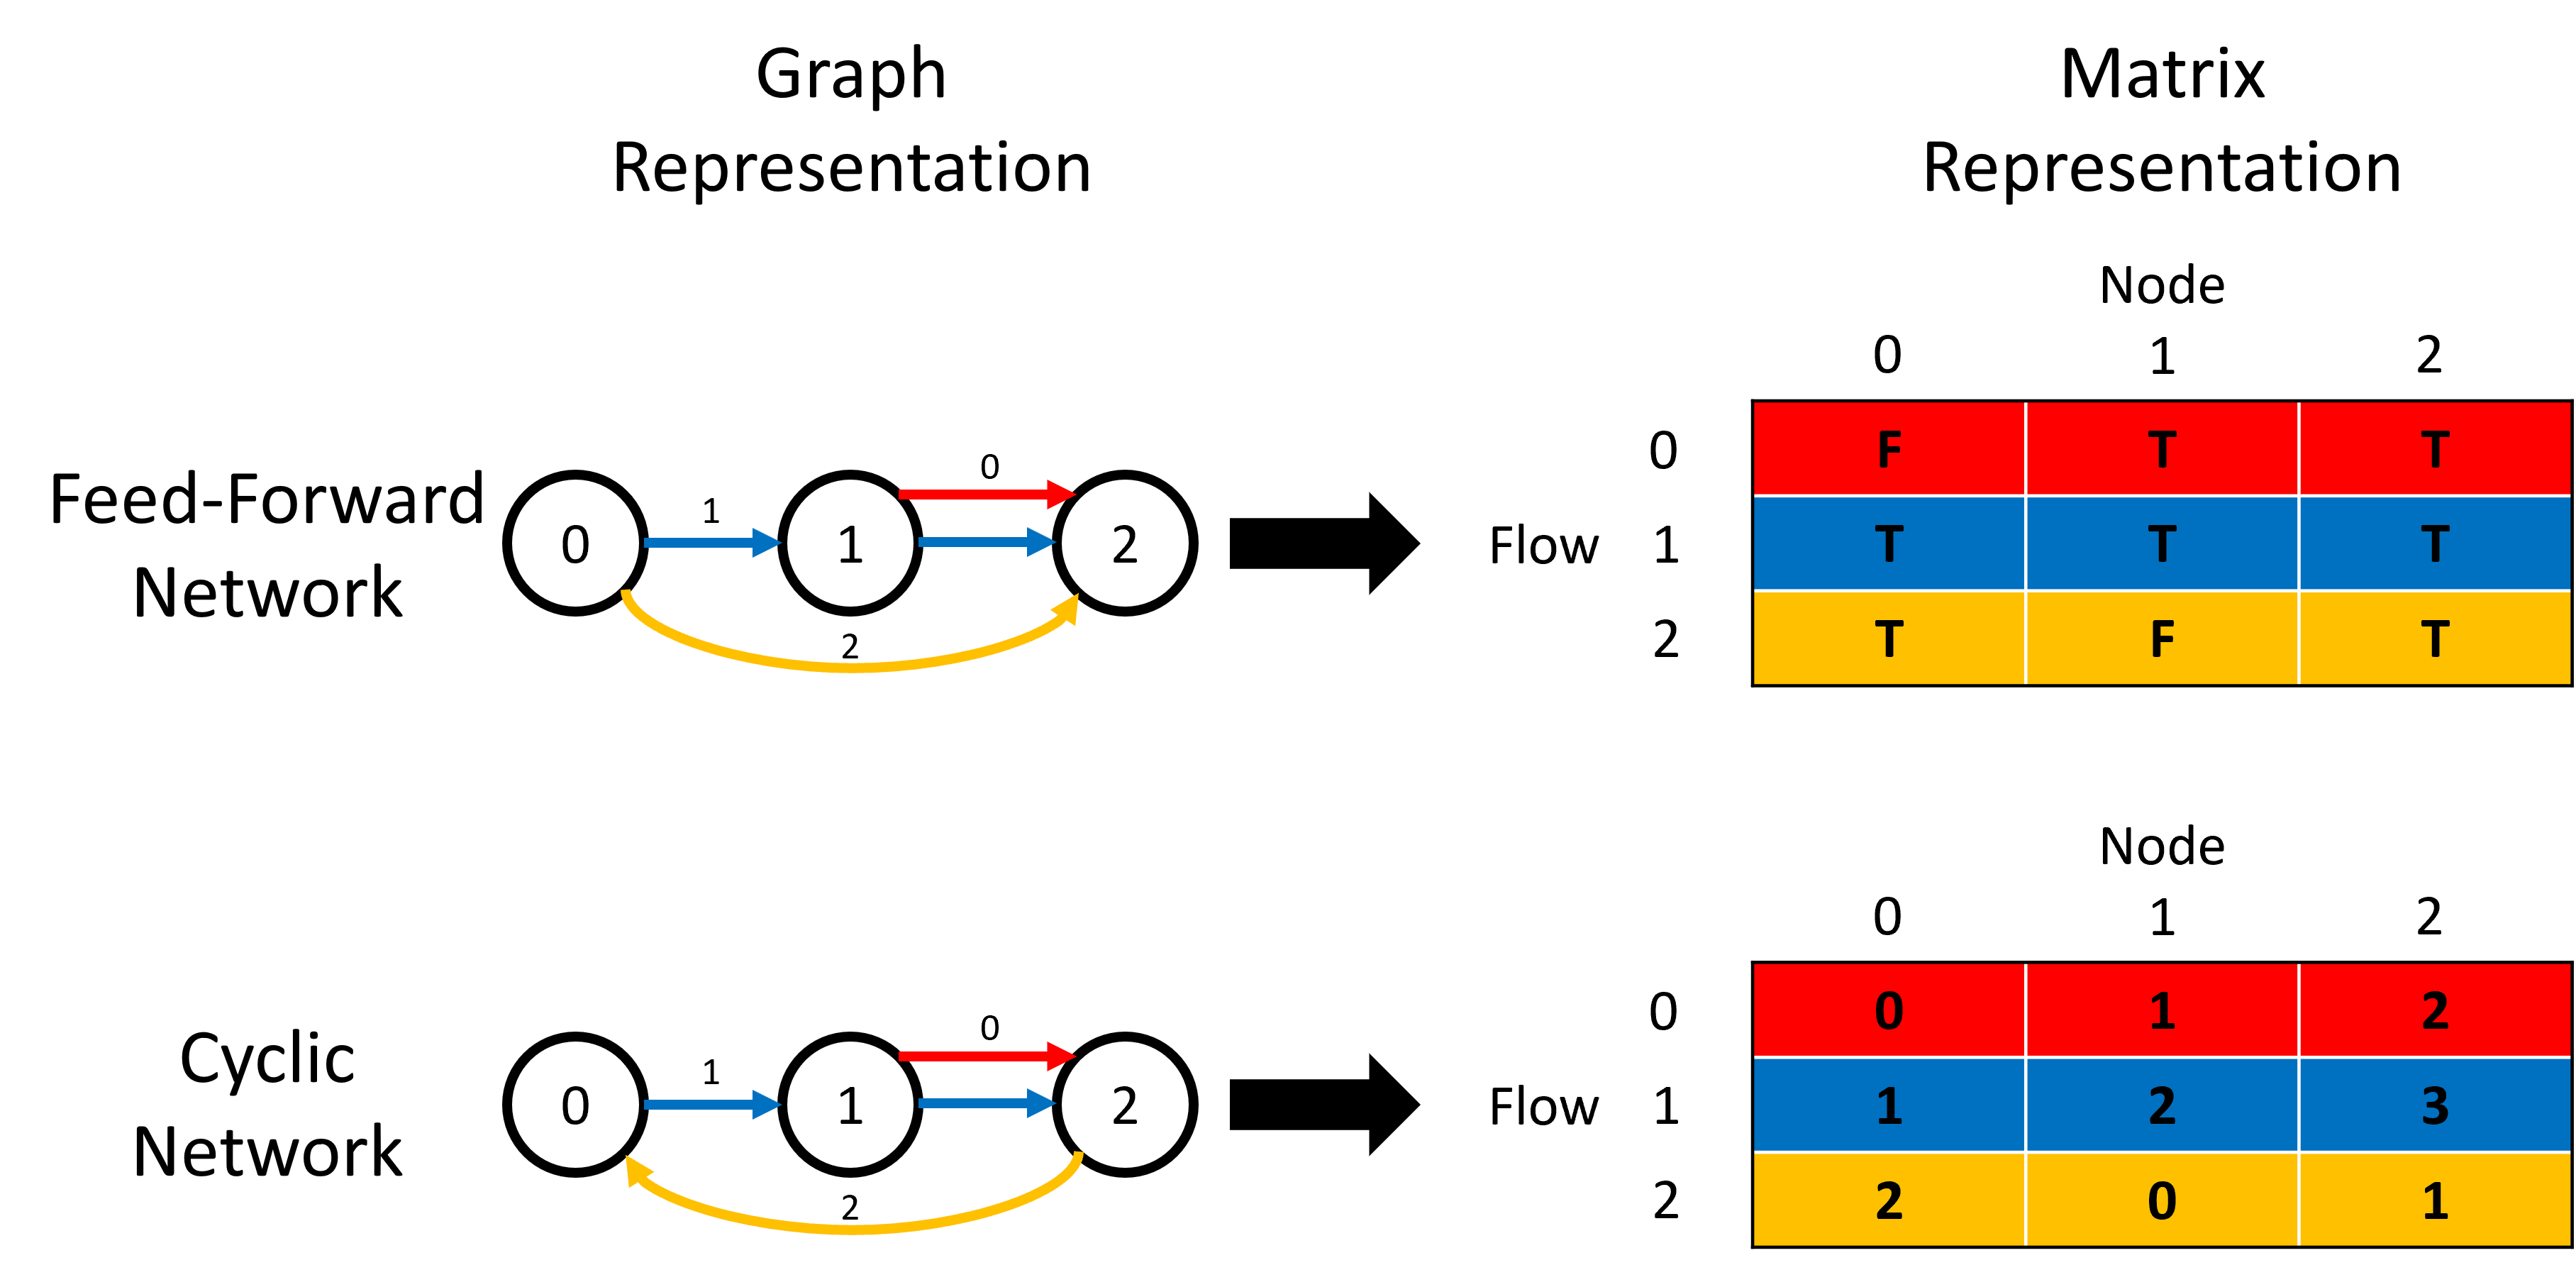 Graph
Representation
Matrix
Representation
Feed-Forward
Network
0
1
1
0
2
2
Node
0 1 2
0 F T T
Flow 1 T T T
2 T F T
Cyclic
Network
0
1
1
0
2
2
Node
0 1 2
0 0 1 2
Flow 1 1 2 3
2 2 0 1